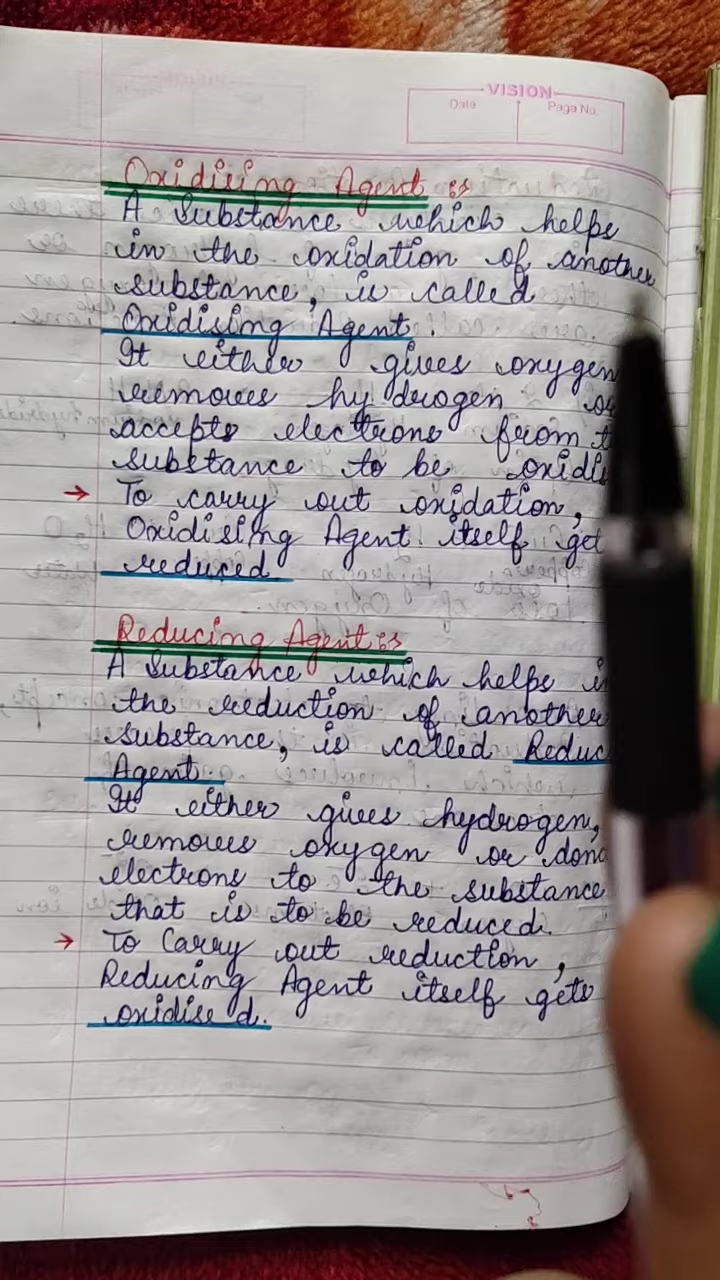 VISION
Date Page No.
Oxidising Agent :-
A Substance which helps
in the oxidation of another
substance, is called
Oxidising Agent.
It either gives oxygen
removes hydrogen or
accepts electrons from t
substance to be oxidi
→ To carry out oxidation,
Oxidising Agent itself get
reduced
Reducing Agent :-
A Substance which helps in
the reduction of another
substance, is called Reduc
Agent.
It either gives hydrogen,
removes oxygen or dona
electrons to the substance
that is to be reduced.
→ To Carry out reduction,
Reducing Agent itself gets
oxidised.